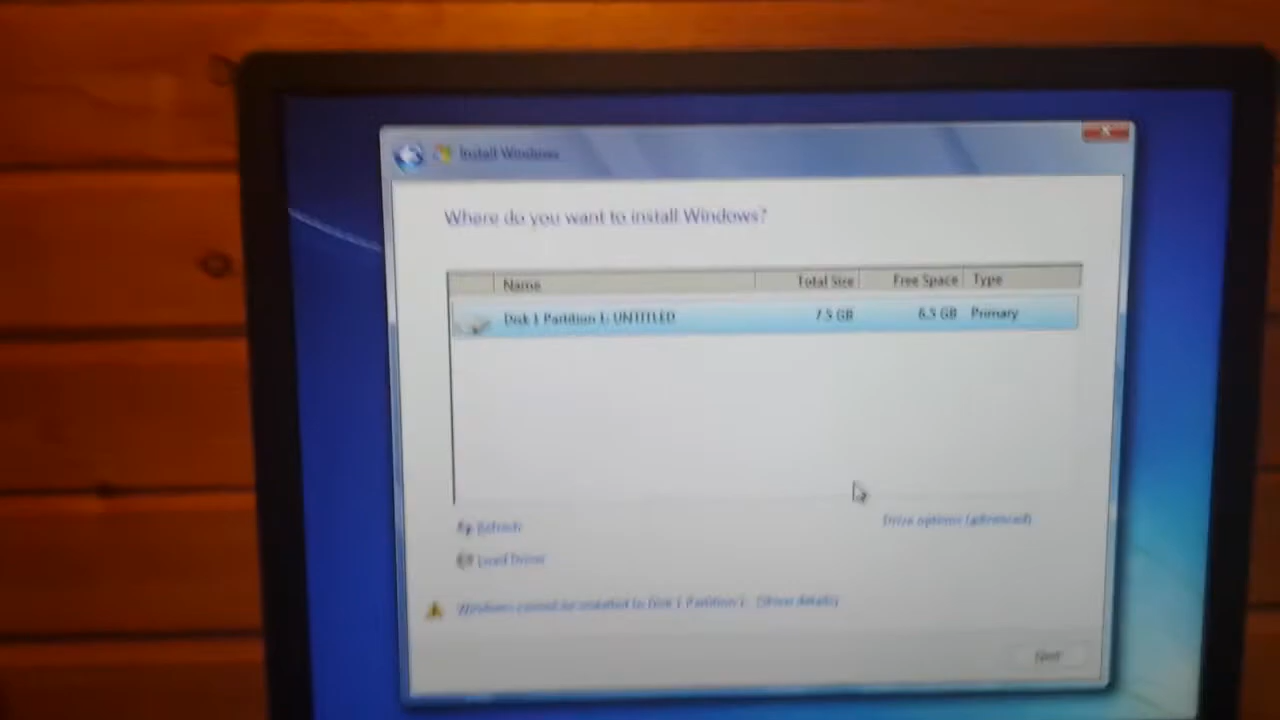 Install Windows
Where do you want to install Windows?
Name Total Size Free Space Type
Disk 1 Partition 1: UNTITLED 7.5 GB 6.5 GB Primary
Refresh
Drive options (advanced)
Load Driver
Windows cannot be installed to Disk 1 Partition 1. (Show details)
Next